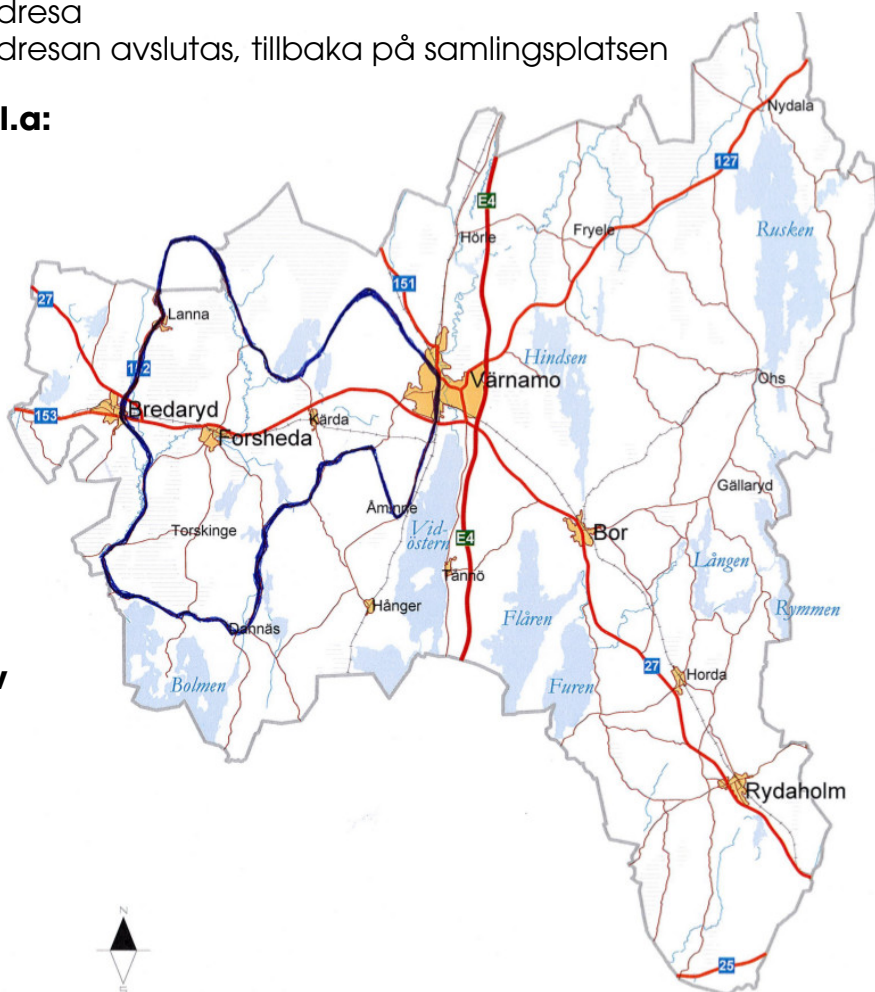 dresa
dresan avslutas, tillbaka på samlingsplatsen
l.a:
Nydala
127
E4
Rusken
Hörle
Fryele
151
27
Lanna
Hindsen
152
Värnamo
Ohs
153
Bredaryd
Kärda
Forsheda
Gällaryd
Åminne
Vid-
östern
Torskinge
Bor
E4
Lången
Tånnö
Hånger
Flåren
Rymmen
Dannäs
27
Horda
Bolmen
Furen
v
Rydaholm
N
25
S